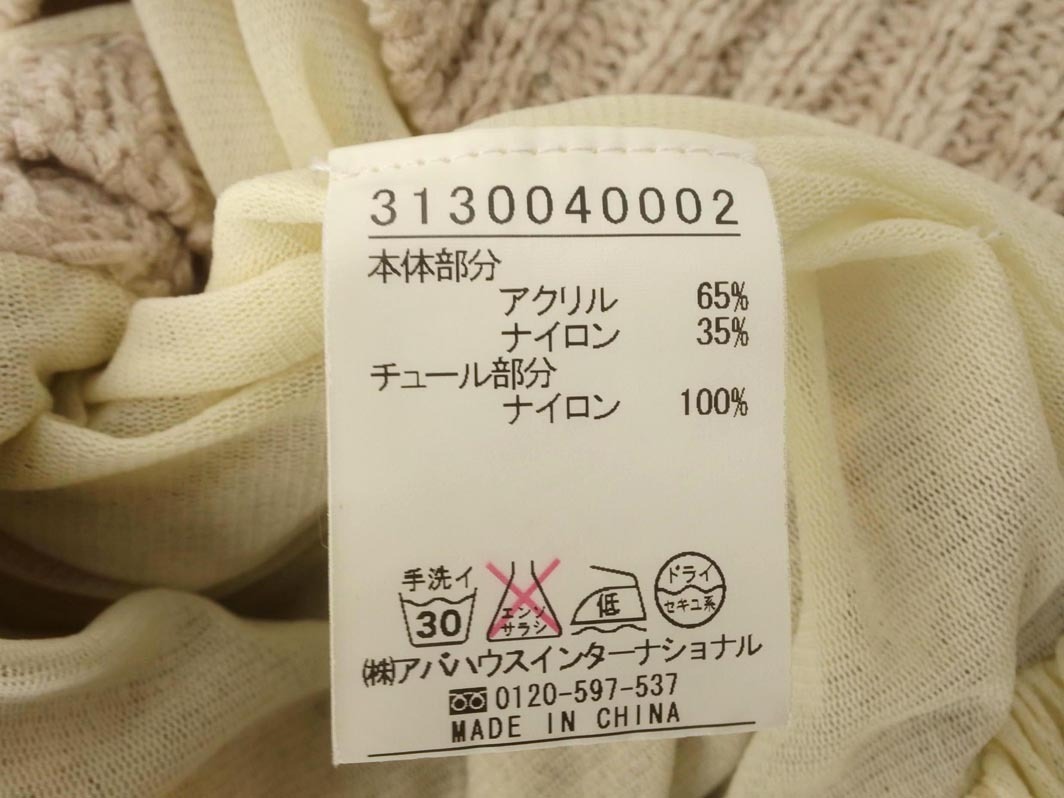 3130040002
本体部分
アクリル 65%
ナイロン 35%
チュール部分
ナイロン 100%
手洗イ
30
エンソ
サラシ
低
ドライ
セキユ系
㈱アバハウスインターナショナル
0120-597-537
MADE IN CHINA